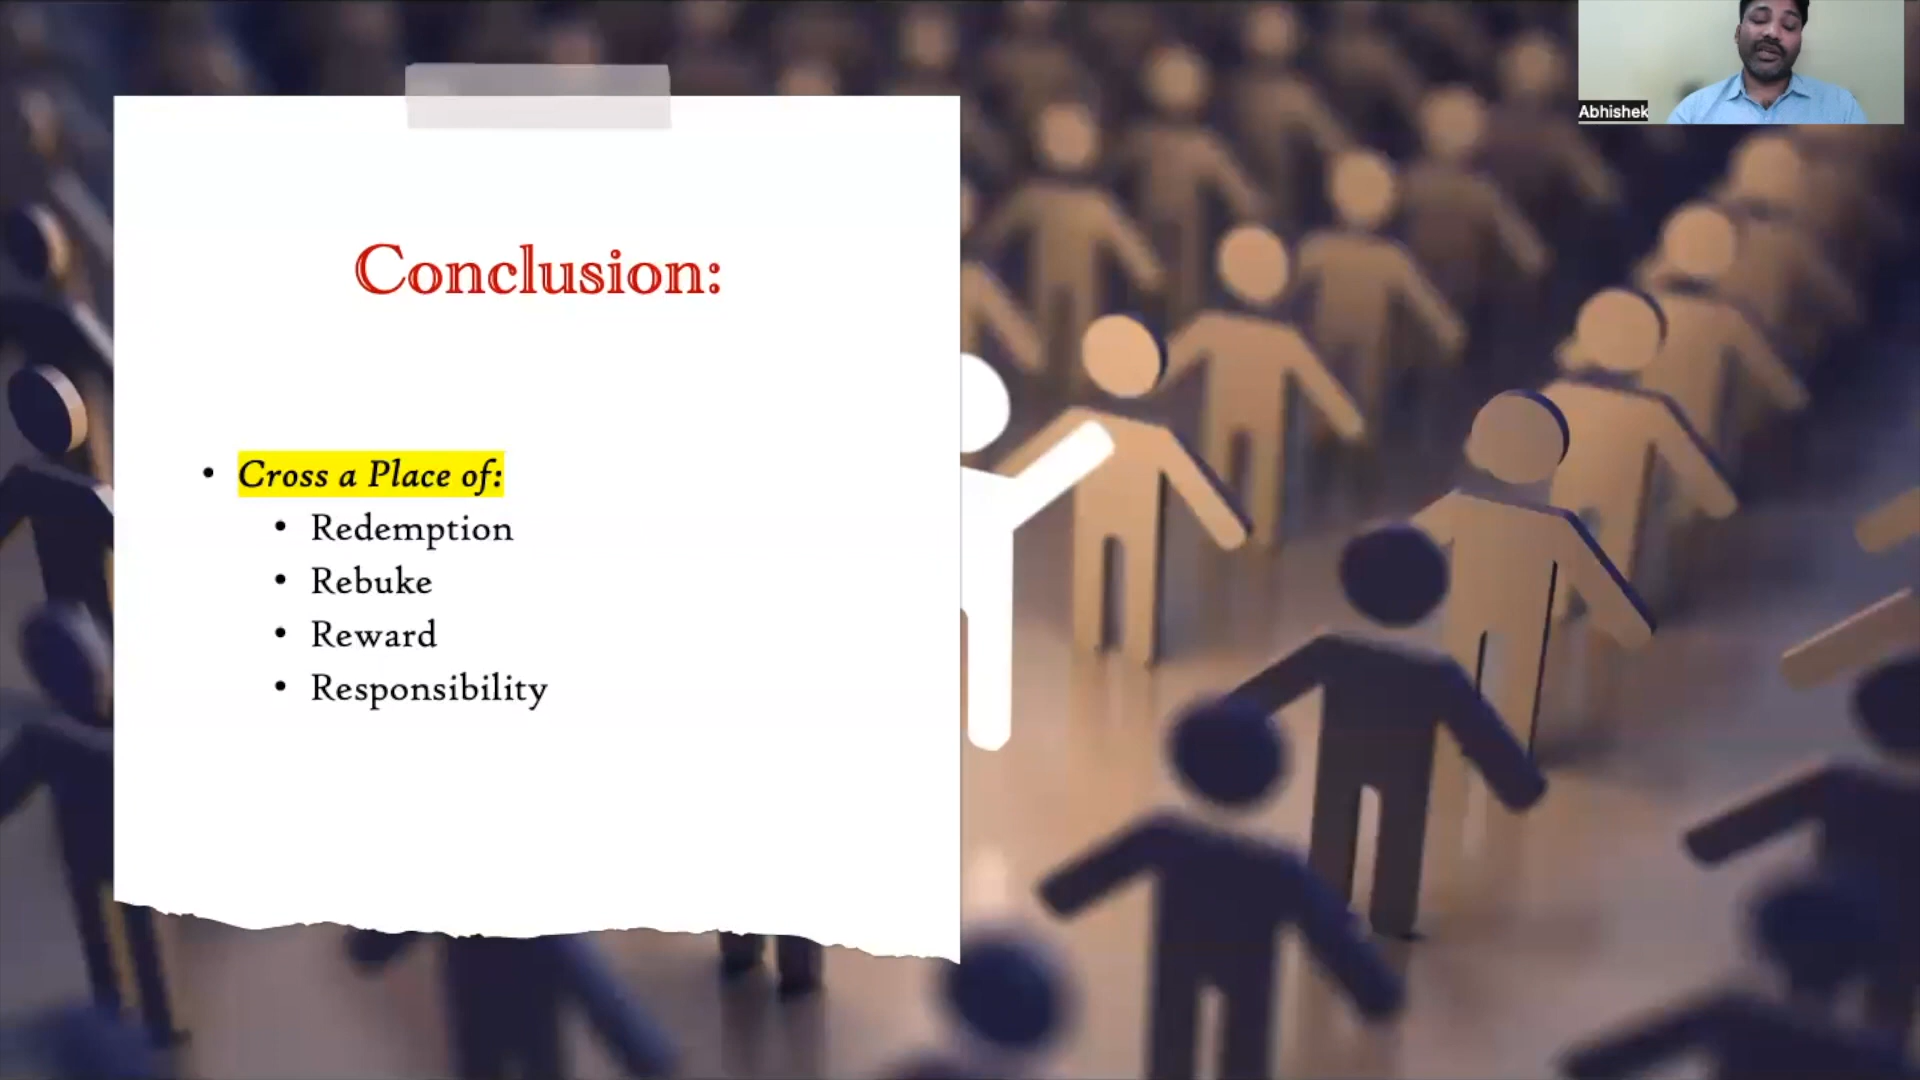 Abhishek
Conclusion:
• Cross a Place of:
• Redemption
• Rebuke
• Reward
• Responsibility